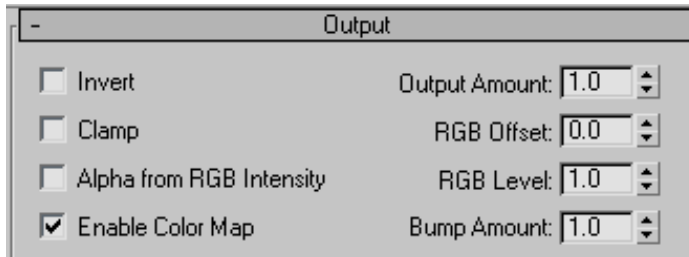 - Output
Invert Output Amount: 1.0
Clamp RGB Offset: 0.0
Alpha from RGB Intensity RGB Level: 1.0
Enable Color Map Bump Amount: 1.0